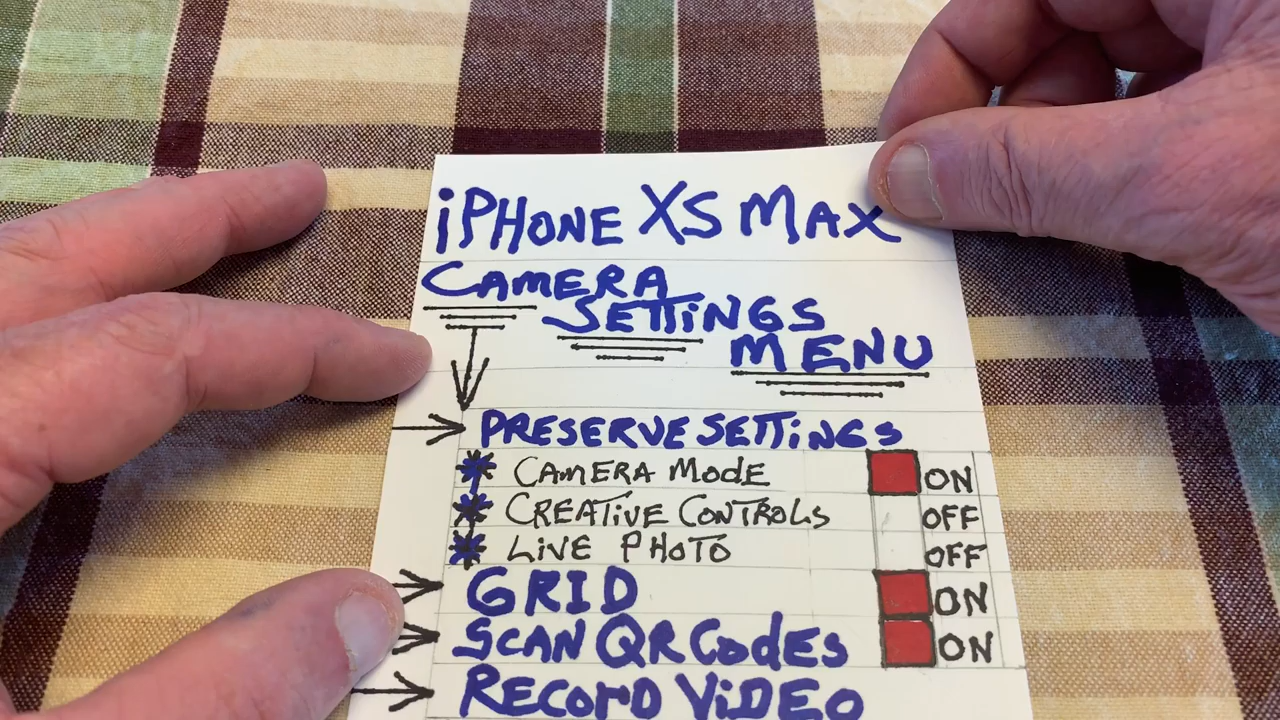 iPHONE XS MAX
CAMERA
SETTiNGS
MENU
PRESERVE SETTiNGS
CAMERA MODE ON
CREATiVE CONTROLS OFF
LiVE PHOTO OFF
GRID ON
SCAN QR CodEs ON
RECORD ViDEO